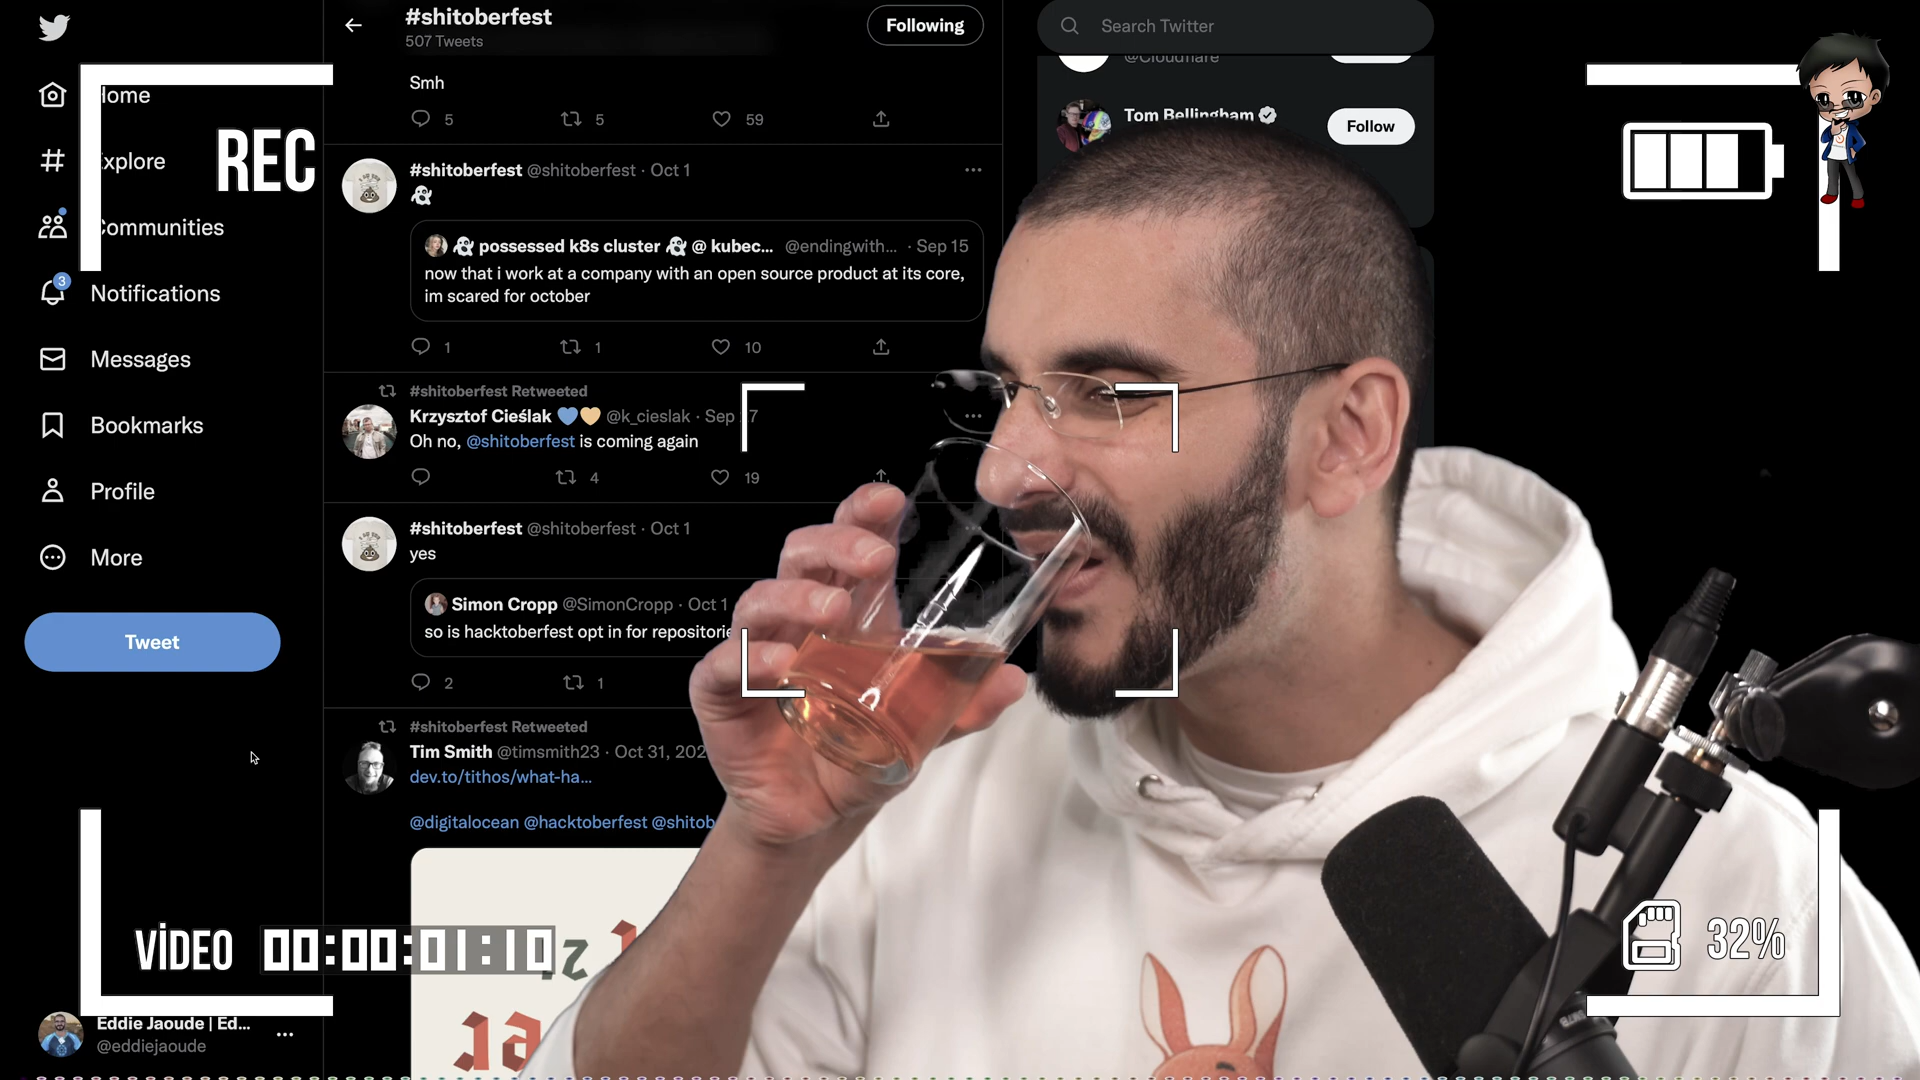 #shitoberfest
507 Tweets
Following
Search Twitter
Home
Explore
Communities
3
Notifications
Messages
Bookmarks
Profile
More
Tweet
REC
Smh
5
5
59
#shitoberfest @shitoberfest · Oct 1
possessed k8s cluster @ kubec... @endingwith... · Sep 15
now that i work at a company with an open source product at its core,
im scared for october
1
1
10
#shitoberfest Retweeted
Krzysztof Cieślak @k_cieslak · Sep
Oh no, @shitoberfest is coming again
4
19
#shitoberfest @shitoberfest · Oct 1
yes
Simon Cropp @SimonCropp · Oct 1
so is hacktoberfest opt in for
2
1
#shitoberfest Retweeted
Tim Smith @timsmith23 · Oct 31,
dev.to/tithos/what-ha...
@digitalocean @hacktoberfest
@Cloudflare
Tom Bellingham
Follow
VİDEO 00:00:01:10
32%
Eddie Jaoude | Ed...
@eddiejaoude